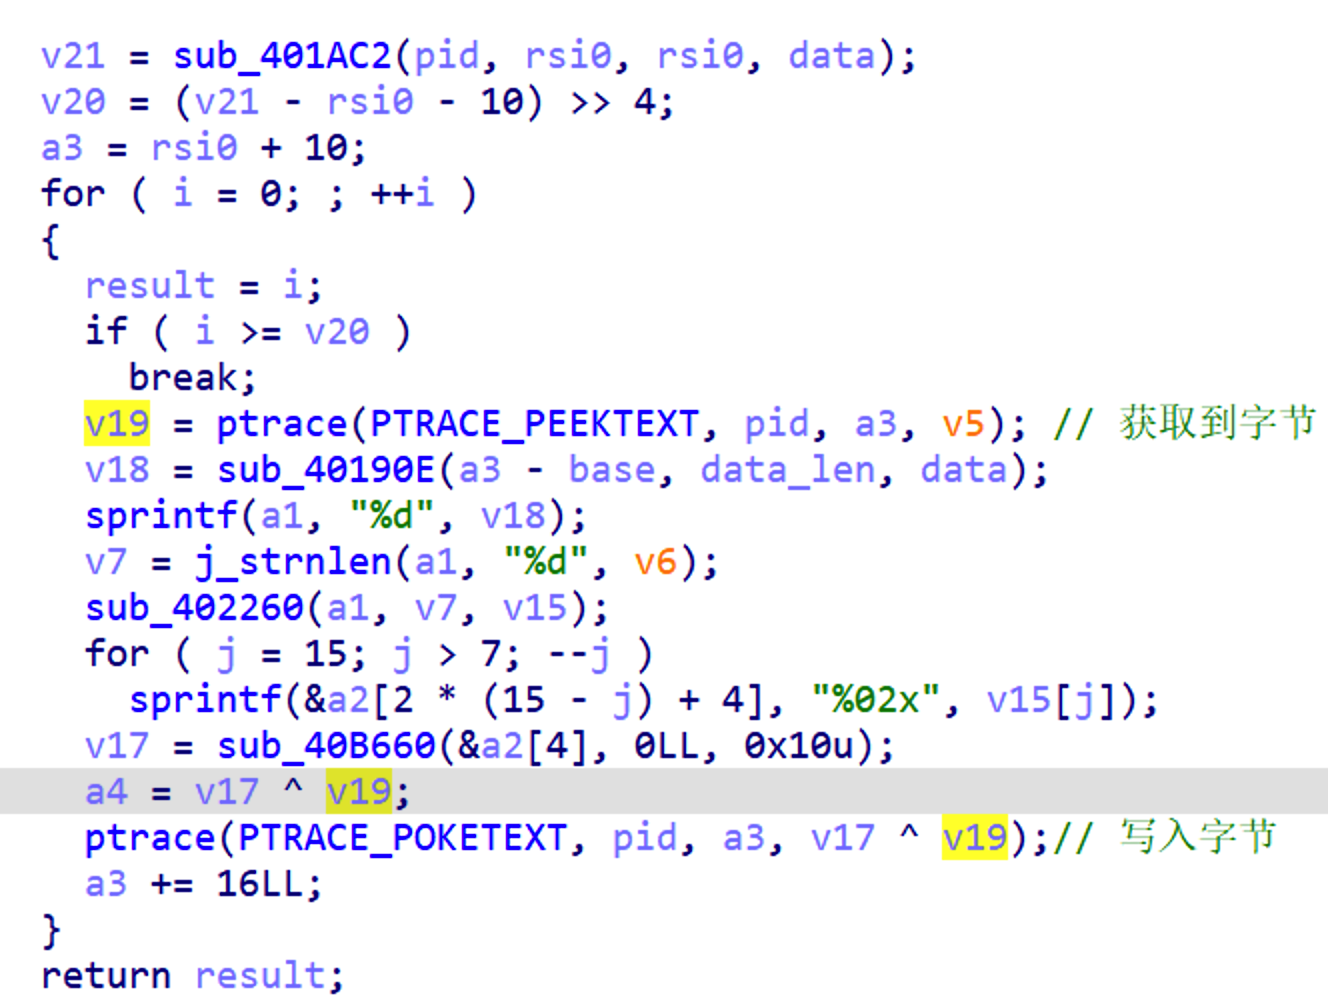 v21 = sub_401AC2(pid, rsi0, rsi0, data);
v20 = (v21 - rsi0 - 10) >> 4;
a3 = rsi0 + 10;
for ( i = 0; ; ++i )
{
  result = i;
  if ( i >= v20 )
    break;
  v19 = ptrace(PTRACE_PEEKTEXT, pid, a3, v5); // 获取到字节
  v18 = sub_40190E(a3 - base, data_len, data);
  sprintf(a1, "%d", v18);
  v7 = j_strnlen(a1, "%d", v6);
  sub_402260(a1, v7, v15);
  for ( j = 15; j > 7; --j )
    sprintf(&a2[2 * (15 - j) + 4], "%02x", v15[j]);
  v17 = sub_40B660(&a2[4], 0LL, 0x10u);
  a4 = v17 ^ v19;
  ptrace(PTRACE_POKETEXT, pid, a3, v17 ^ v19);// 写入字节
  a3 += 16LL;
}
return result;